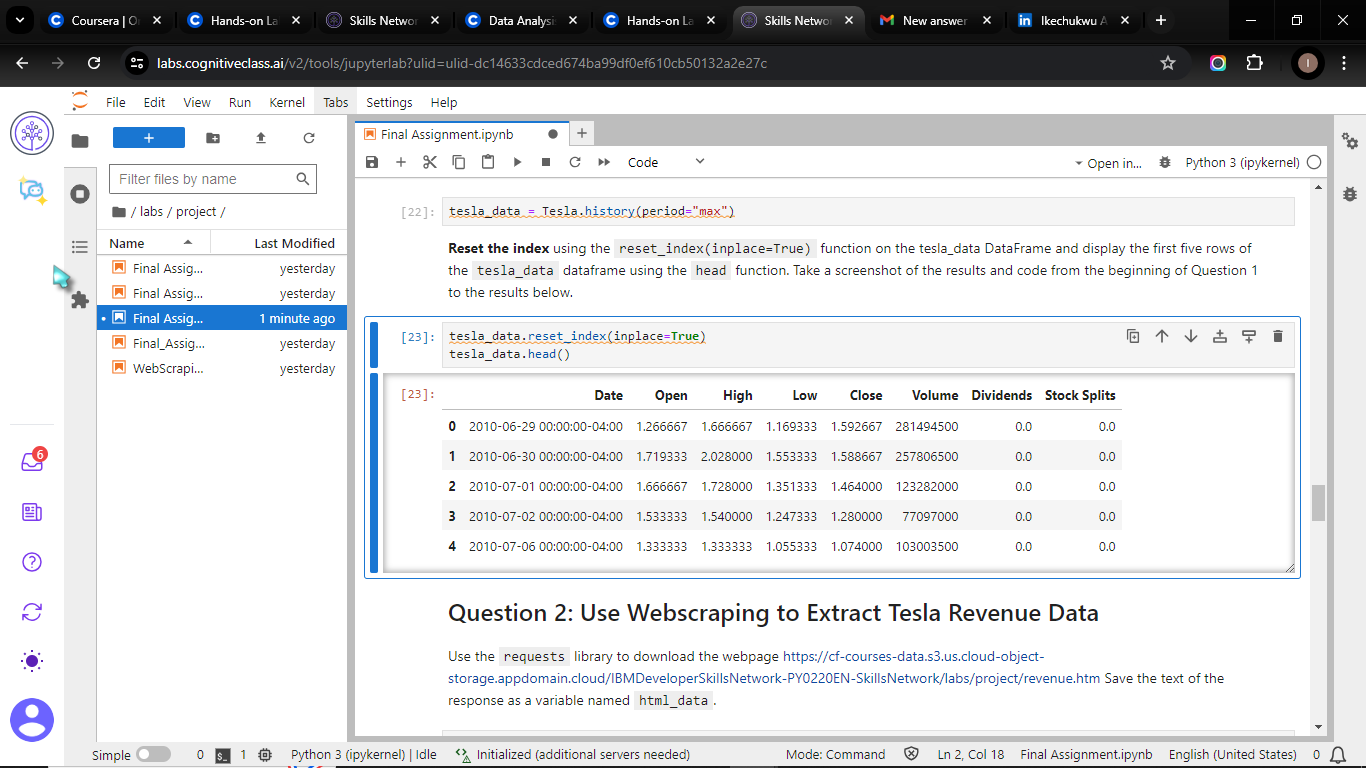 Coursera | O
Hands-on La
Skills Networ
Data Analysi
Hands-on La
Skills Netwo
New answer
Ikechukwu A
labs.cognitiveclass.ai/v2/tools/jupyterlab?ulid=ulid-dc14633cdced674ba99df0ef610cb50132a2e27c
I
File Edit View Run Kernel Tabs Settings Help
Filter files by name
/ labs / project /
Name Last Modified
Final Assig... yesterday
Final Assig... yesterday
Final Assig... 1 minute ago
Final_Assig... yesterday
WebScrapi... yesterday
6
Final Assignment.ipynb
Code
Open in...
Python 3 (ipykernel)
[22]: tesla_data = Tesla.history(period="max")
Reset the index using the reset_index(inplace=True) function on the tesla_data DataFrame and display the first five rows of
the tesla_data dataframe using the head function. Take a screenshot of the results and code from the beginning of Question 1
to the results below.
[23]: tesla_data.reset_index(inplace=True)
tesla_data.head()
[23]: Date Open High Low Close Volume Dividends Stock Splits
0 2010-06-29 00:00:00-04:00 1.266667 1.666667 1.169333 1.592667 281494500 0.0 0.0
1 2010-06-30 00:00:00-04:00 1.719333 2.028000 1.553333 1.588667 257806500 0.0 0.0
2 2010-07-01 00:00:00-04:00 1.666667 1.728000 1.351333 1.464000 123282000 0.0 0.0
3 2010-07-02 00:00:00-04:00 1.533333 1.540000 1.247333 1.280000 77097000 0.0 0.0
4 2010-07-06 00:00:00-04:00 1.333333 1.333333 1.055333 1.074000 103003500 0.0 0.0
Question 2: Use Webscraping to Extract Tesla Revenue Data
Use the requests library to download the webpage https://cf-courses-data.s3.us.cloud-object-
storage.appdomain.cloud/IBMDeveloperSkillsNetwork-PY0220EN-SkillsNetwork/labs/project/revenue.htm Save the text of the
response as a variable named html_data .
Simple 0 1 Python 3 (ipykernel) | Idle Initialized (additional servers needed) Mode: Command Ln 2, Col 18 Final Assignment.ipynb English (United States) 0